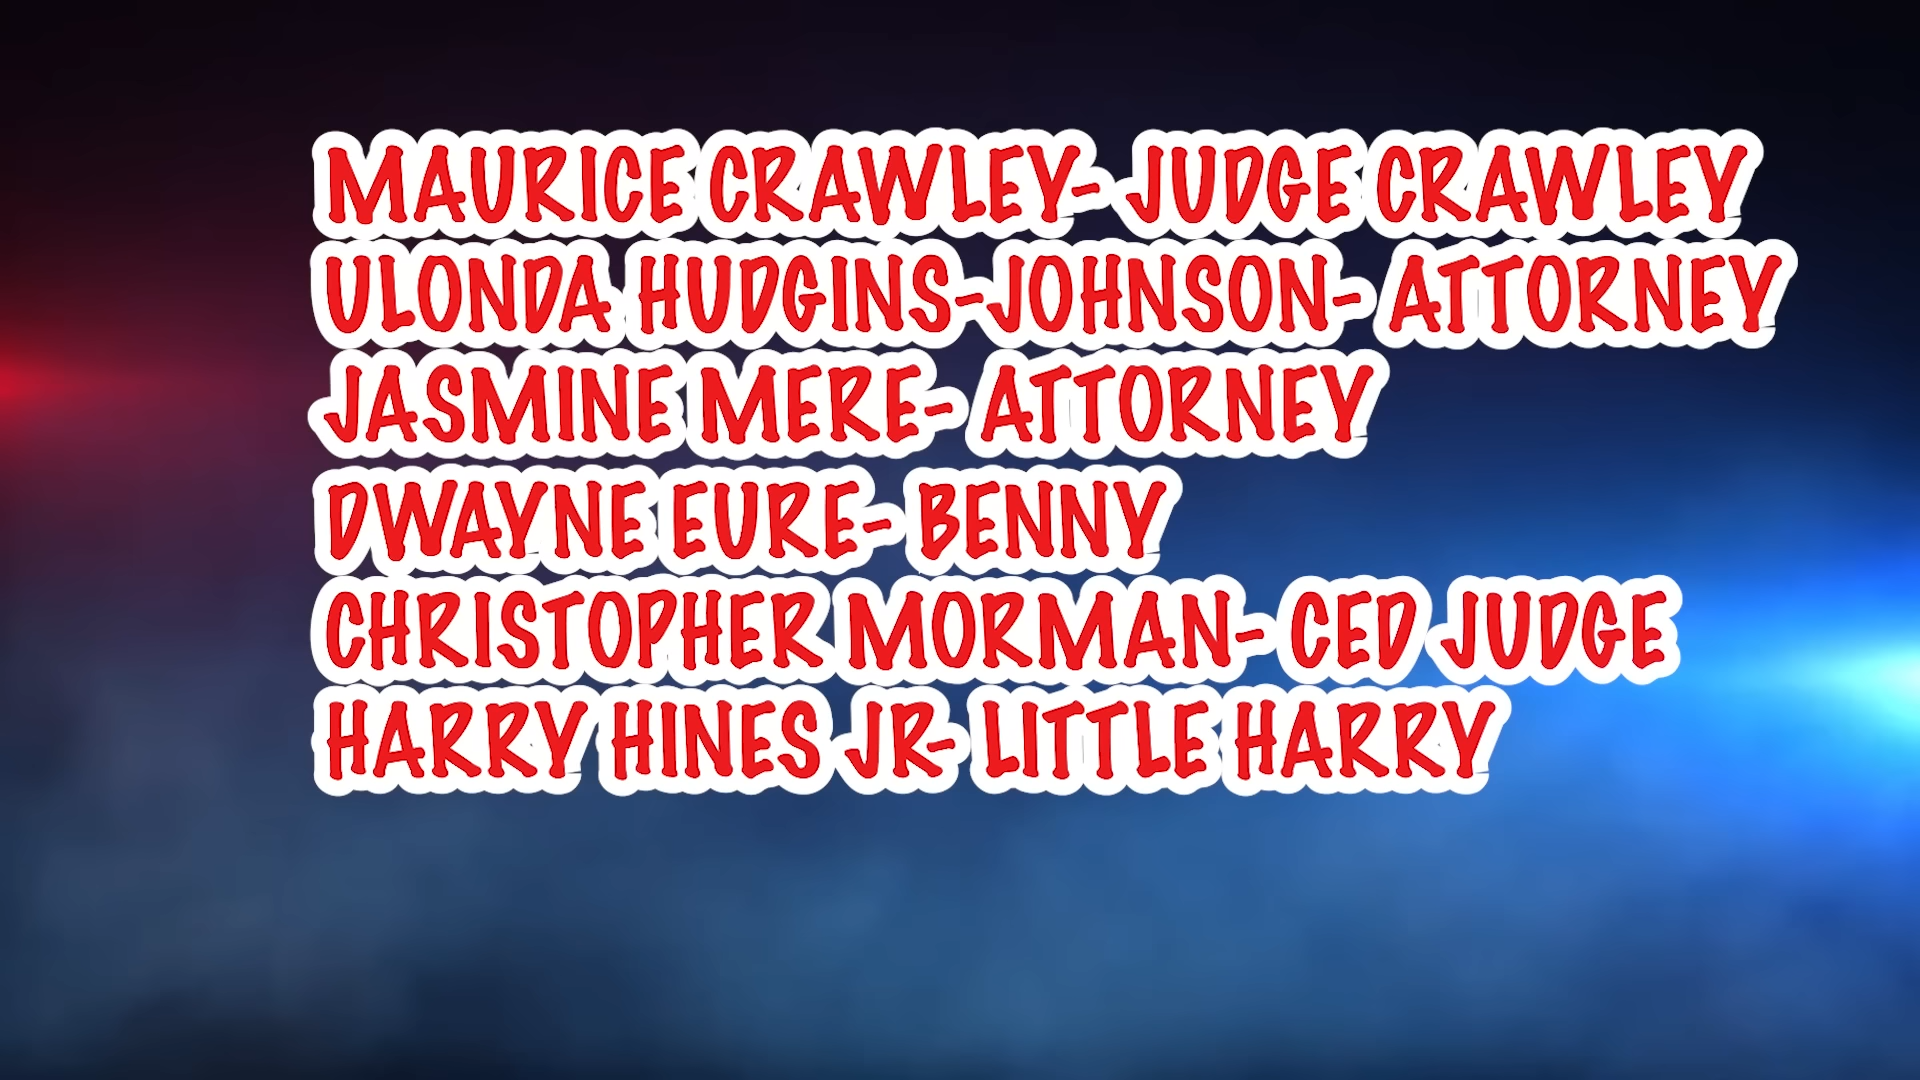 MAURICE CRAWLEY- JUDGE CRAWLEY
ULONDA HUDGINS-JOHNSON- ATTORNEY
JASMINE MERE- ATTORNEY
DWAYNE EURE- BENNY
CHRISTOPHER MORMAN- CED JUDGE
HARRY HINES JR- LITTLE HARRY